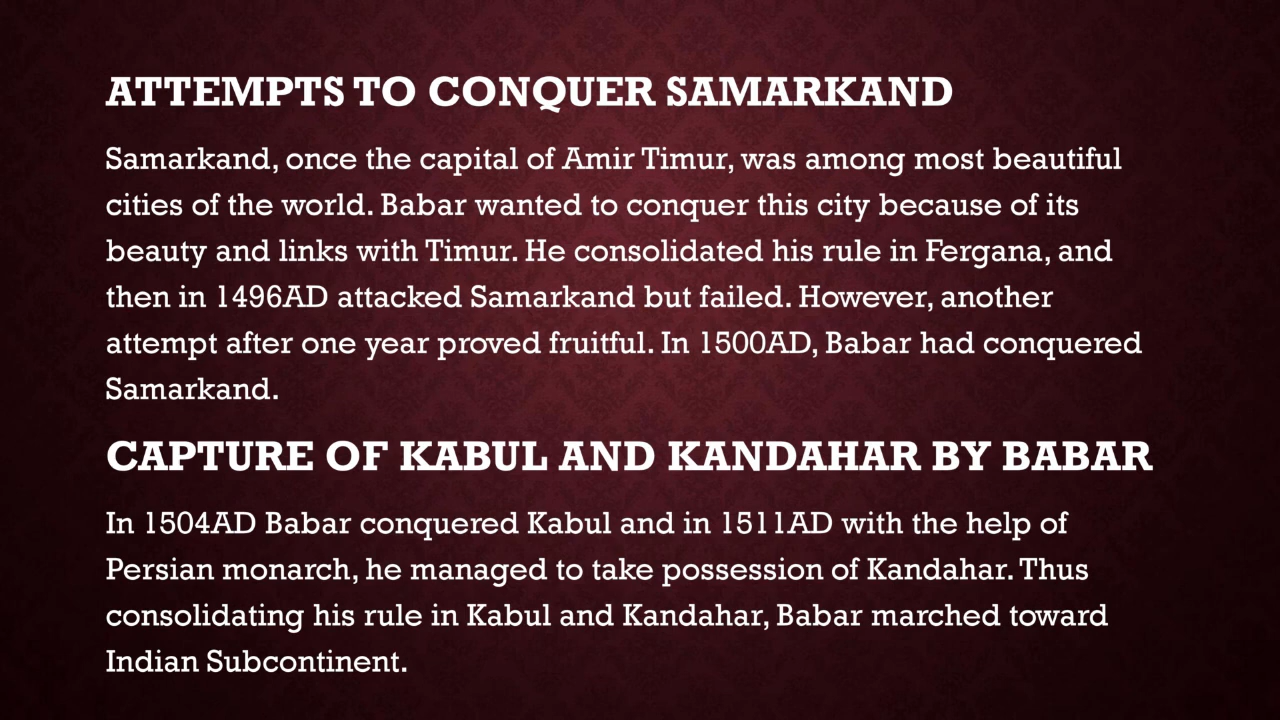 ATTEMPTS TO CONQUER SAMARKAND
Samarkand, once the capital of Amir Timur, was among most beautiful
cities of the world. Babar wanted to conquer this city because of its
beauty and links with Timur. He consolidated his rule in Fergana, and
then in 1496AD attacked Samarkand but failed. However, another
attempt after one year proved fruitful. In 1500AD, Babar had conquered
Samarkand.
CAPTURE OF KABUL AND KANDAHAR BY BABAR
In 1504AD Babar conquered Kabul and in 1511AD with the help of
Persian monarch, he managed to take possession of Kandahar. Thus
consolidating his rule in Kabul and Kandahar, Babar marched toward
Indian Subcontinent.